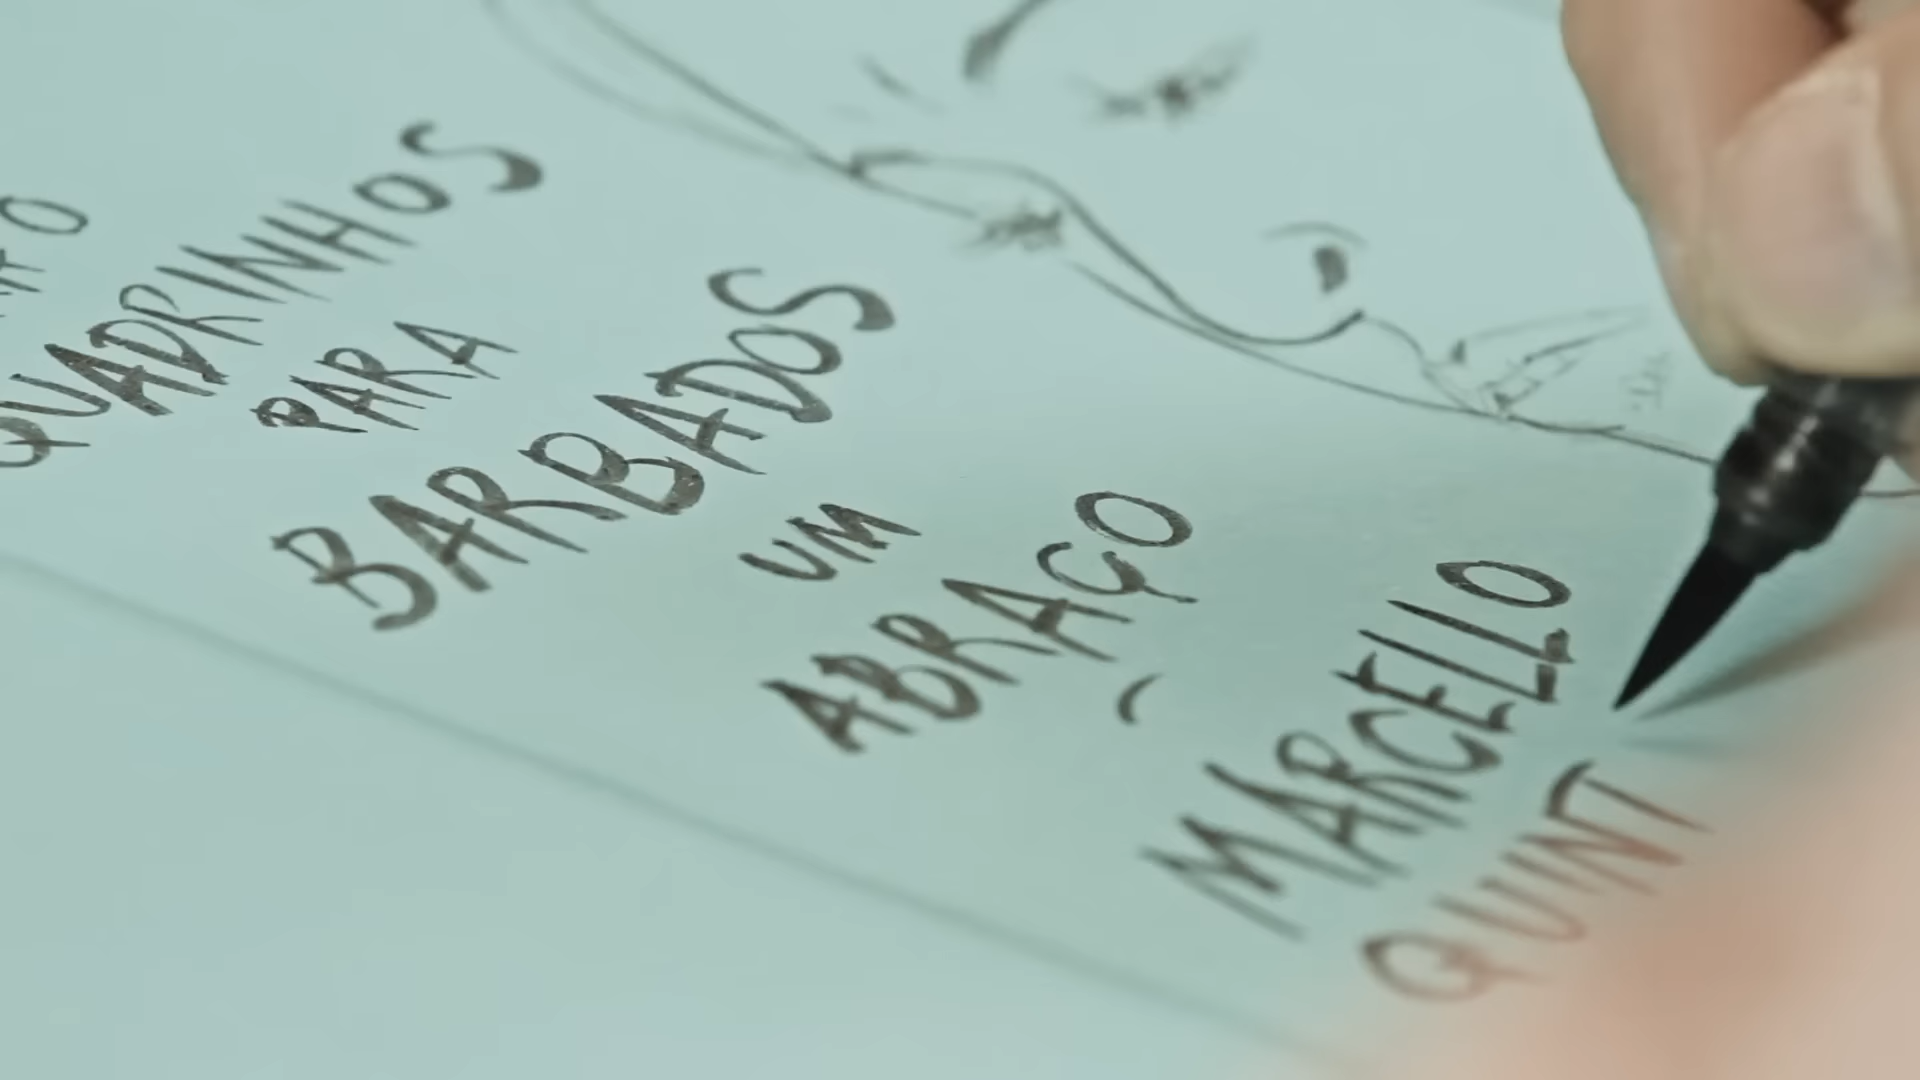 QUADRINHOS
PARA
BARBADOS
UM
ABRAÇO
MARCELLO
QUINT